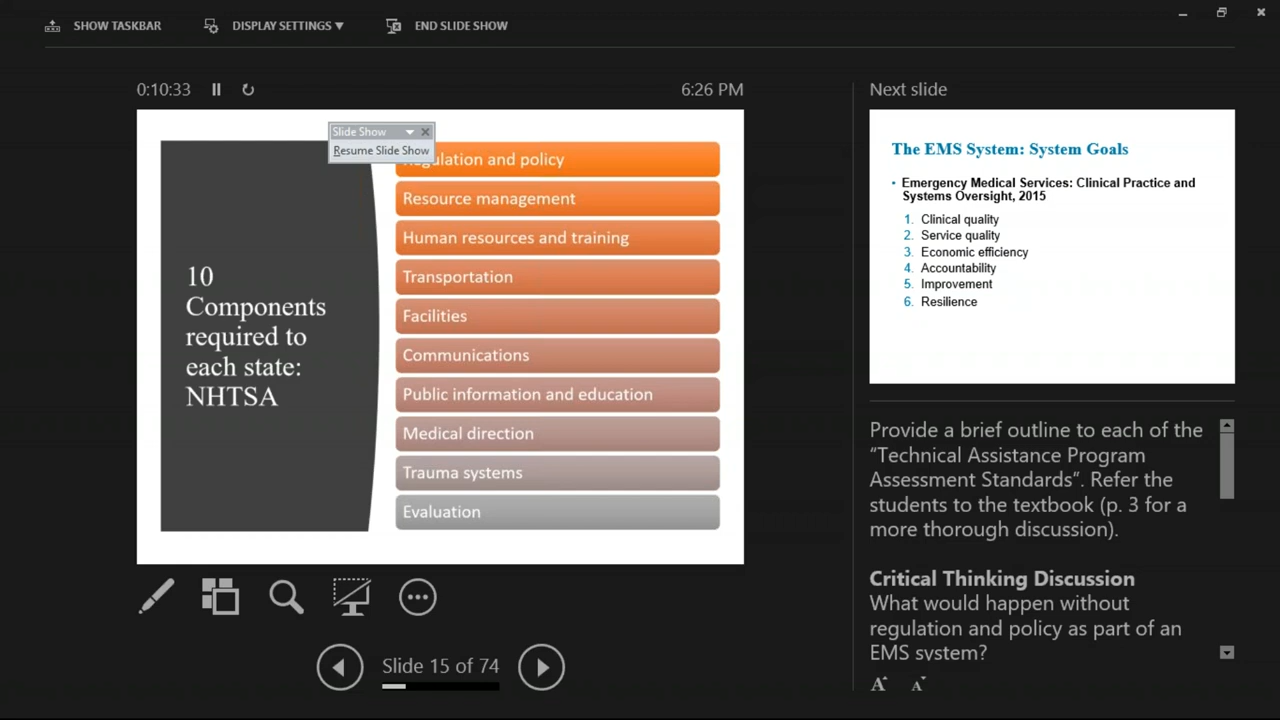 SHOW TASKBAR
DISPLAY SETTINGS
END SLIDE SHOW
0:10:33
6:26 PM
Slide Show
Resume Slide Show
10
Components
required to
each state:
NHTSA
and policy
Resource management
Human resources and training
Transportation
Facilities
Communications
Public information and education
Medical direction
Trauma systems
Evaluation
Slide 15 of 74
Next slide
The EMS System: System Goals
• Emergency Medical Services: Clinical Practice and
Systems Oversight, 2015
1. Clinical quality
2. Service quality
3. Economic efficiency
4. Accountability
5. Improvement
6. Resilience
Provide a brief outline to each of the
“Technical Assistance Program
Assessment Standards”. Refer the
students to the textbook (p. 3 for a
more thorough discussion).
Critical Thinking Discussion
What would happen without
regulation and policy as part of an
EMS system?
A A